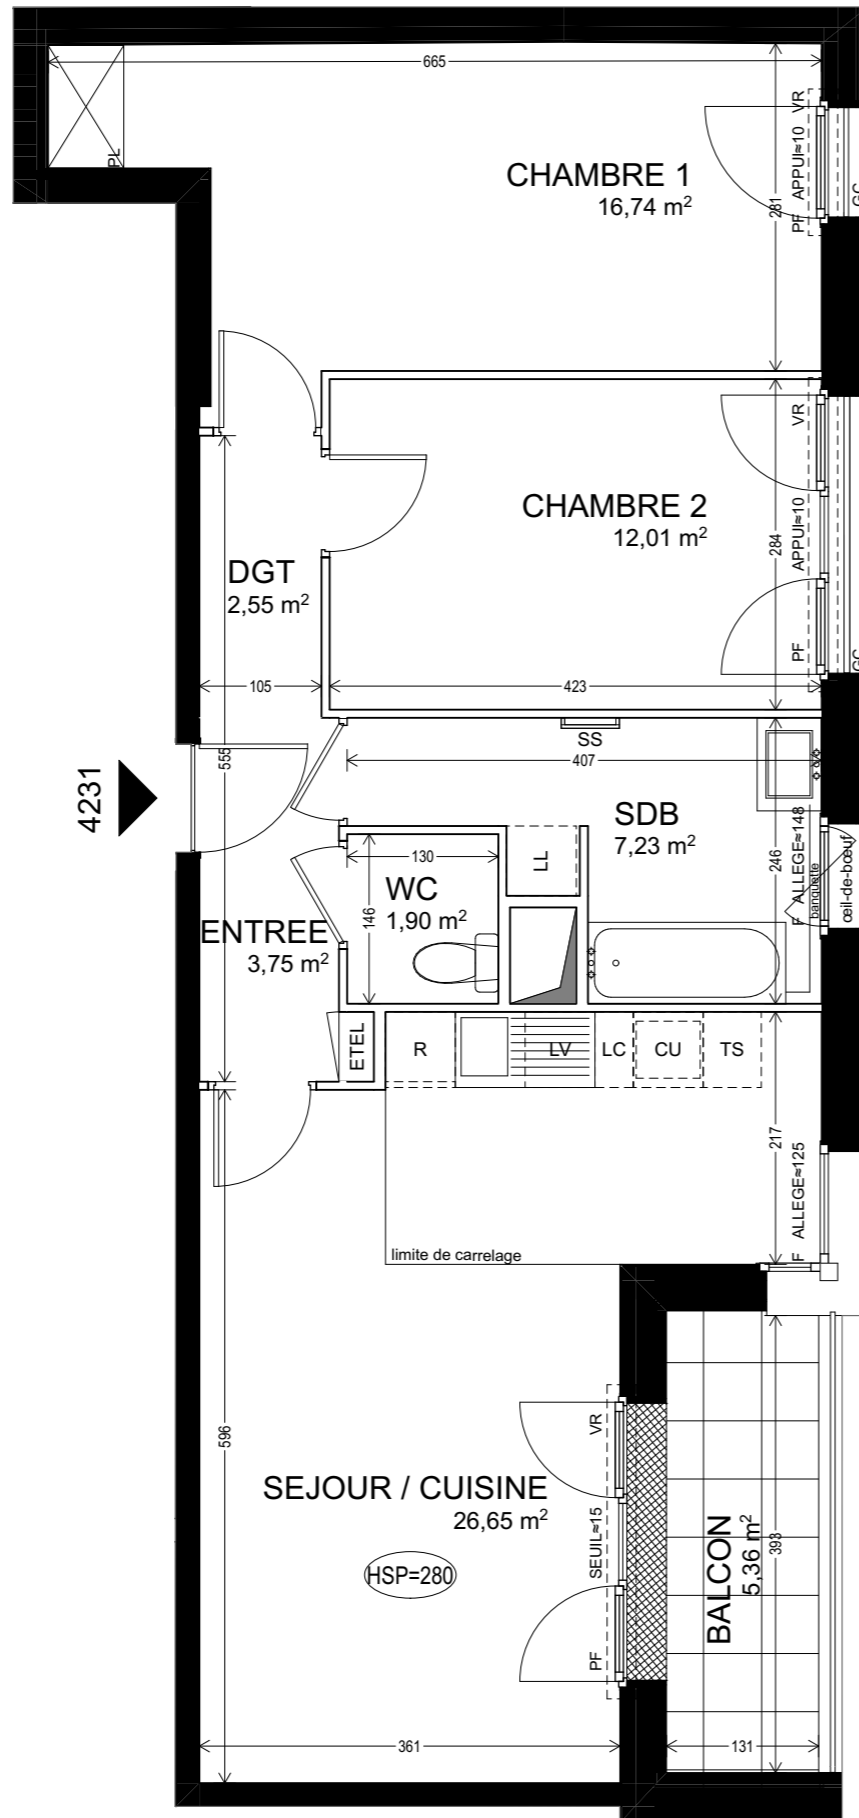 665
PL
CHAMBRE 1
16,74 m²
281
VR
APPUI≈10
PF
GC
CHAMBRE 2
12,01 m²
284
VR
APPUI≈10
PF
GC
DGT
2,55 m²
105
423
555
4231
SS
407
SDB
7,23 m²
246
F ALLEGE≈148
banquette
œil-de-bœuf
LL
130
WC
1,90 m²
146
ENTREE
3,75 m²
ETEL
R
LV
LC
CU
TS
217
F ALLEGE≈125
limite de carrelage
596
SEJOUR / CUISINE
26,65 m²
HSP=280
VR
SEUIL≈15
PF
BALCON
5,36 m²
393
361
131